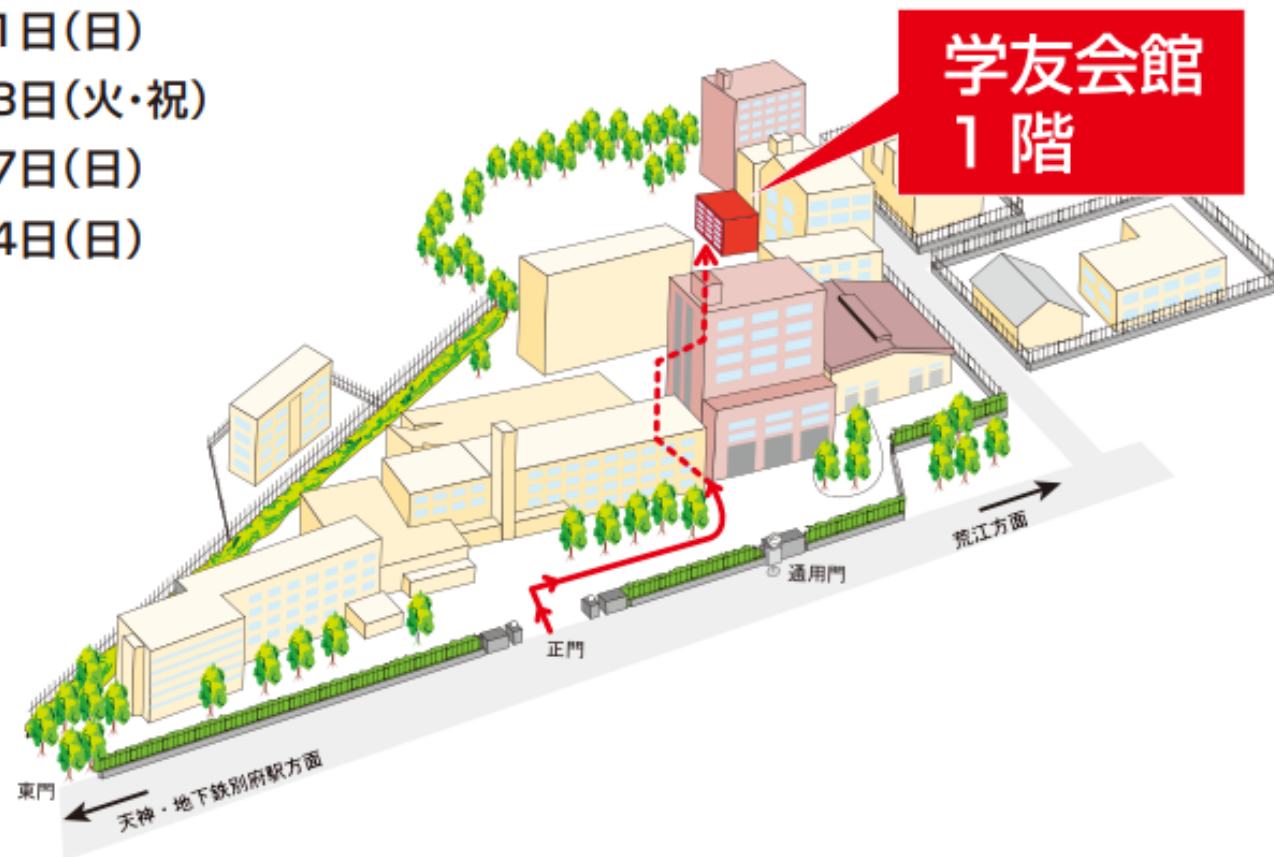 1日(日)
3日(火・祝)
7日(日)
4日(日)
学友会館
1階
荒江方面
通用門
正門
天神・地下鉄別府駅方面
東門